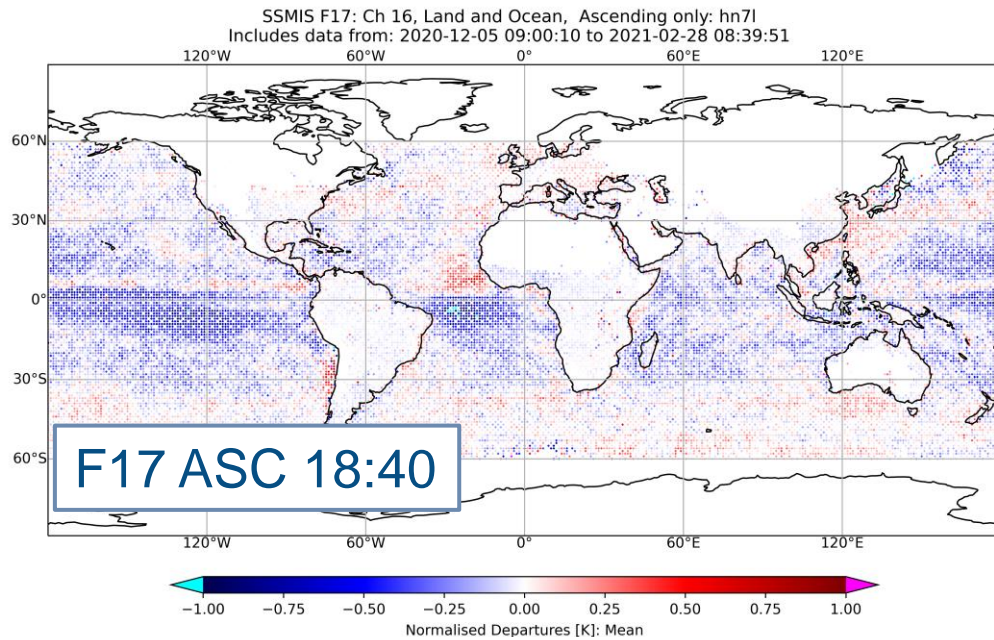 SSMIS F17: Ch 16, Land and Ocean,  Ascending only: hn7l
Includes data from: 2020-12-05 09:00:10 to 2021-02-28 08:39:51
120°W 60°W 0° 60°E 120°E
60°N
30°N
0°
30°S
60°S
F17 ASC 18:40
120°W 60°W 0° 60°E 120°E
−1.00 −0.75 −0.50 −0.25 0.00 0.25 0.50 0.75 1.00
Normalised Departures [K]: Mean